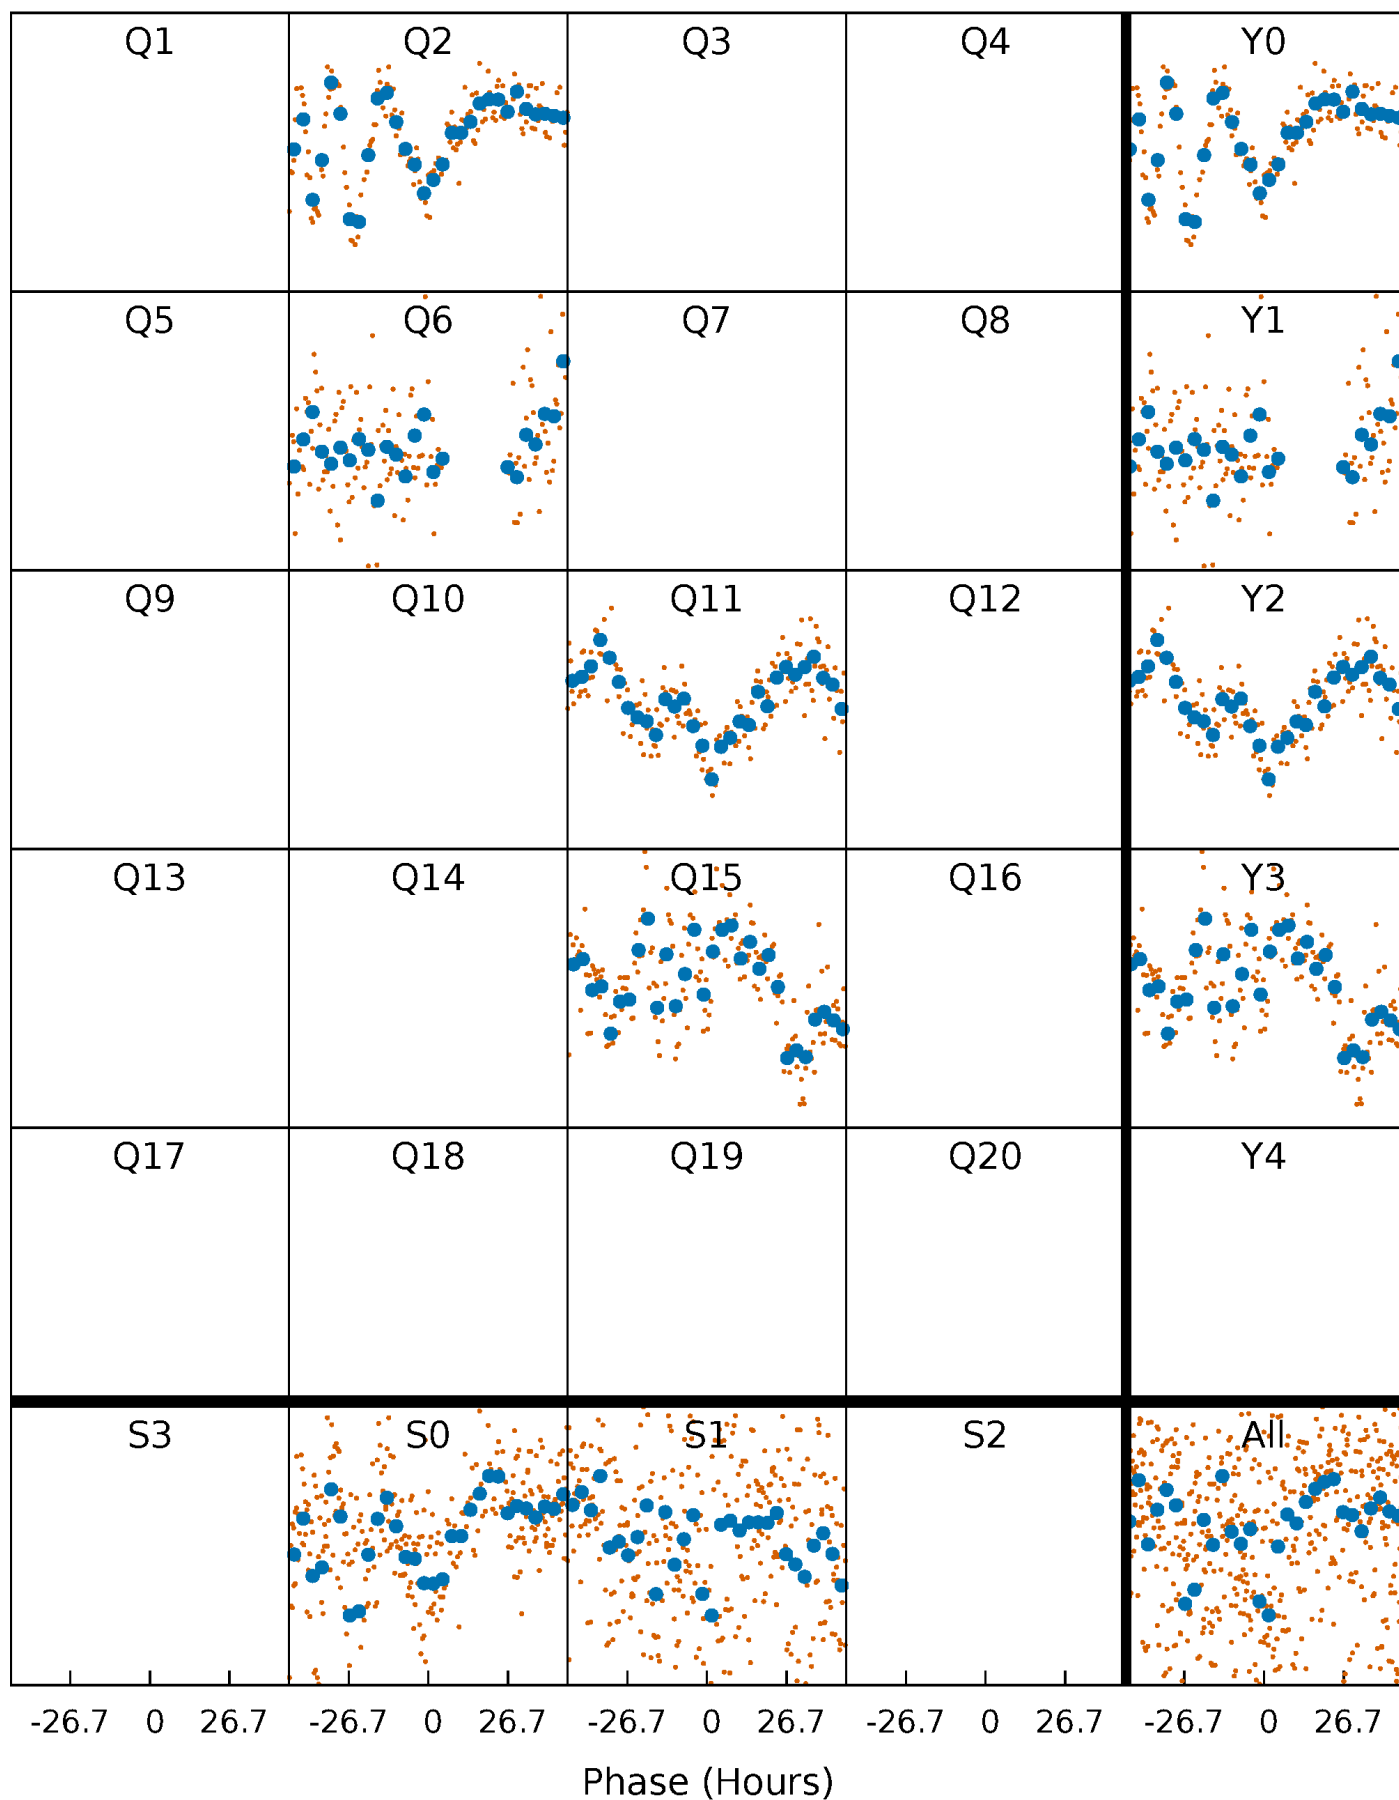 Q1 Q2 Q3 Q4 Y0
Q5 Q6 Q7 Q8 Y1
Q9 Q10 Q11 Q12 Y2
Q13 Q14 Q15 Q16 Y3
Q17 Q18 Q19 Q20 Y4
S3 S0 S1 S2 All
-26.7 0 26.7 -26.7 0 26.7 -26.7 0 26.7 -26.7 0 26.7 -26.7 0 26.7
Phase (Hours)